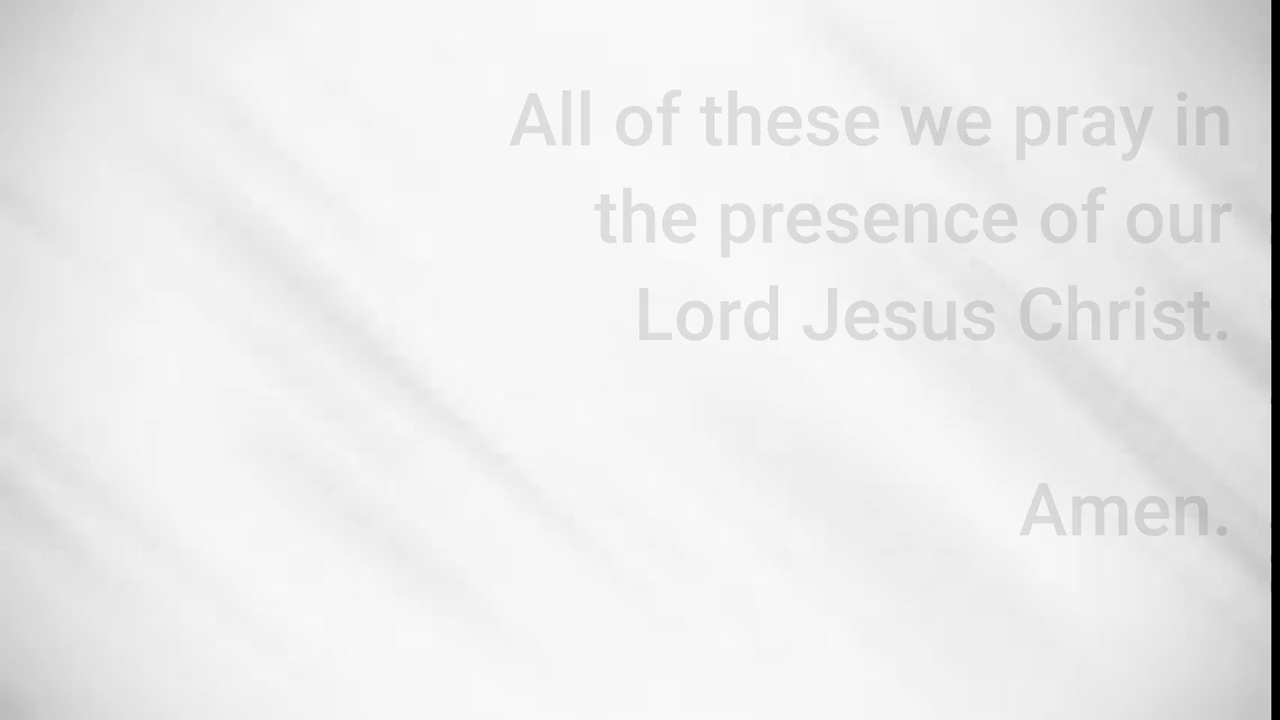 All of these we pray in
the presence of our
Lord Jesus Christ.
Amen.